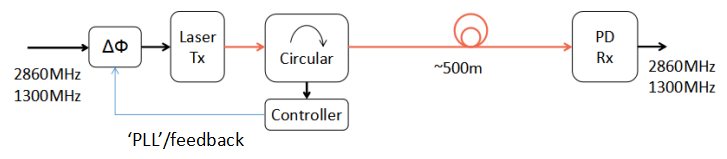 ΔΦ
Laser
Tx
Circular
Controller
~500m
PD
Rx
2860MHz
1300MHz
2860MHz
1300MHz
'PLL'/feedback